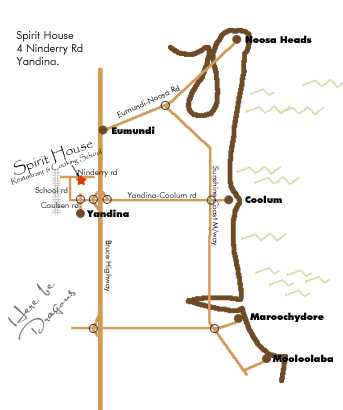 Spirit House
4 Ninderry Rd
Yandina.
Noosa Heads
Eumundi-Noosa Rd
Eumundi
Spirit House
Restaurant & Cooking School
Ninderry rd
School rd
Yandina-Coolum rd
Coolum
Coulsen rd
Yandina
Sunshine Coast M/way
Bruce Highway
Here be
Dragons
Maroochydore
Mooloolaba